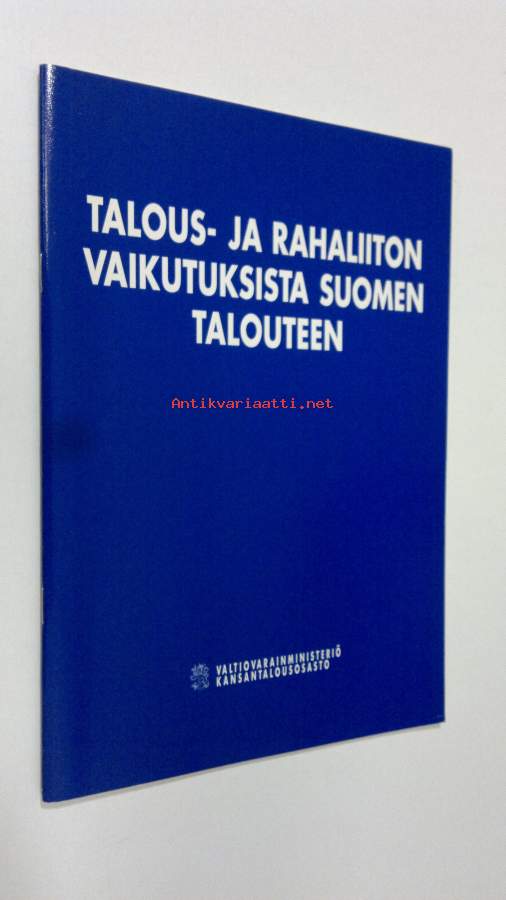 TALOUS- JA RAHALIITON
VAIKUTUKSISTA SUOMEN
TALOUTEEN
Antikvariaatti.net
VALTIOVARAINMINISTERIÖ
KANSANTALOUSOSASTO